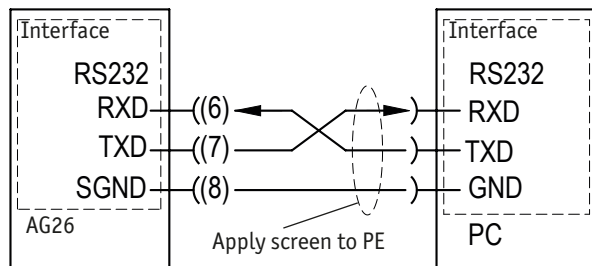 Interface
RS232
RXD
((6)
TXD
((7)
SGND
((8)
AG26
Apply screen to PE
Interface
RS232
) RXD
) TXD
) GND
PC